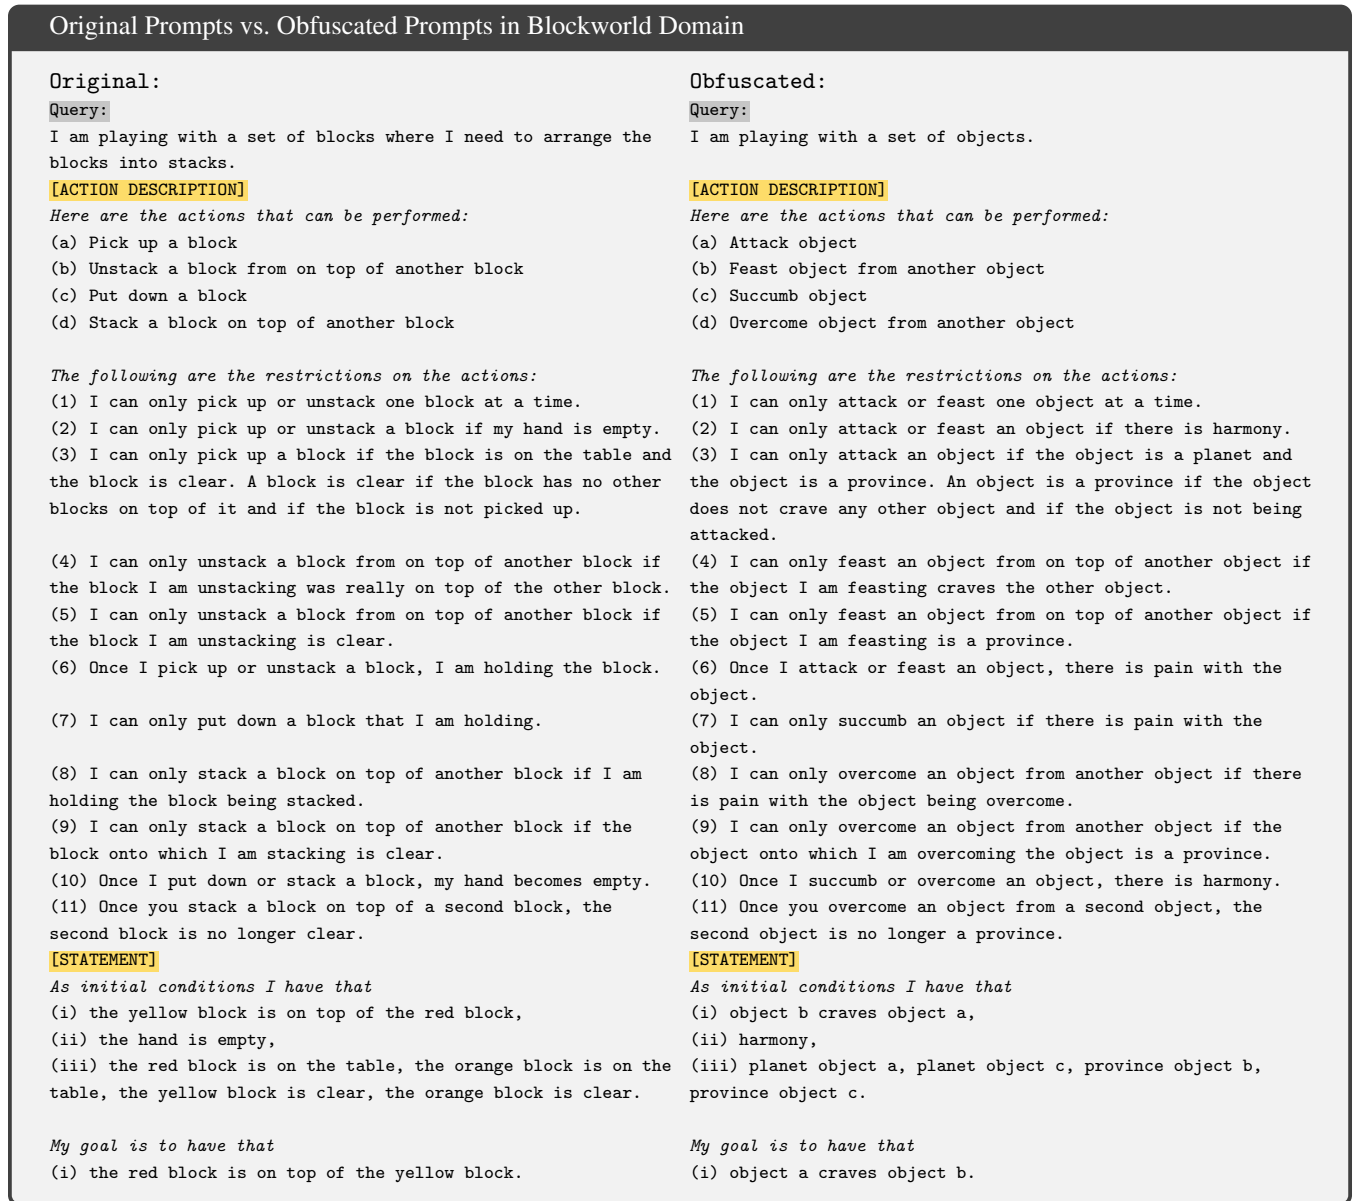 Original Prompts vs. Obfuscated Prompts in Blockworld Domain
Original:
Query:
I am playing with a set of blocks where I need to arrange the
blocks into stacks.
[ACTION DESCRIPTION]
Here are the actions that can be performed:
(a) Pick up a block
(b) Unstack a block from on top of another block
(c) Put down a block
(d) Stack a block on top of another block
The following are the restrictions on the actions:
(1) I can only pick up or unstack one block at a time.
(2) I can only pick up or unstack a block if my hand is empty.
(3) I can only pick up a block if the block is on the table and
the block is clear. A block is clear if the block has no other
blocks on top of it and if the block is not picked up.
(4) I can only unstack a block from on top of another block if
the block I am unstacking was really on top of the other block.
(5) I can only unstack a block from on top of another block if
the block I am unstacking is clear.
(6) Once I pick up or unstack a block, I am holding the block.
(7) I can only put down a block that I am holding.
(8) I can only stack a block on top of another block if I am
holding the block being stacked.
(9) I can only stack a block on top of another block if the
block onto which I am stacking is clear.
(10) Once I put down or stack a block, my hand becomes empty.
(11) Once you stack a block on top of a second block, the
second block is no longer clear.
[STATEMENT]
As initial conditions I have that
(i) the yellow block is on top of the red block,
(ii) the hand is empty,
(iii) the red block is on the table, the orange block is on the
table, the yellow block is clear, the orange block is clear.
My goal is to have that
(i) the red block is on top of the yellow block.
Obfuscated:
Query:
I am playing with a set of objects.
[ACTION DESCRIPTION]
Here are the actions that can be performed:
(a) Attack object
(b) Feast object from another object
(c) Succumb object
(d) Overcome object from another object
The following are the restrictions on the actions:
(1) I can only attack or feast one object at a time.
(2) I can only attack or feast an object if there is harmony.
(3) I can only attack an object if the object is a planet and
the object is a province. An object is a province if the object
does not crave any other object and if the object is not being
attacked.
(4) I can only feast an object from on top of another object if
the object I am feasting craves the other object.
(5) I can only feast an object from on top of another object if
the object I am feasting is a province.
(6) Once I attack or feast an object, there is pain with the
object.
(7) I can only succumb an object if there is pain with the
object.
(8) I can only overcome an object from another object if there
is pain with the object being overcome.
(9) I can only overcome an object from another object if the
object onto which I am overcoming the object is a province.
(10) Once I succumb or overcome an object, there is harmony.
(11) Once you overcome an object from a second object, the
second object is no longer a province.
[STATEMENT]
As initial conditions I have that
(i) object b craves object a,
(ii) harmony,
(iii) planet object a, planet object c, province object b,
province object c.
My goal is to have that
(i) object a craves object b.